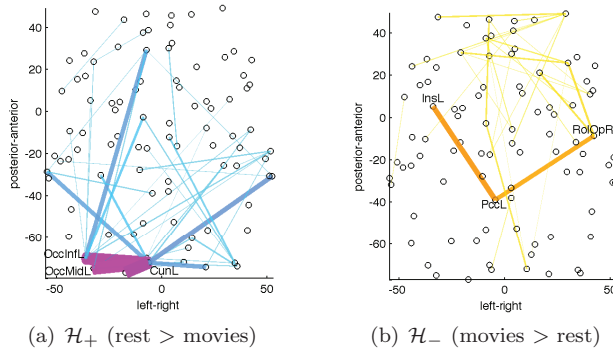 40
20
0
-20
-40
-60
posterior-anterior
OccInfL
OccMidL
CunL
-50
0
50
left-right
(a) H+ (rest > movies)
40
20
0
-20
-40
-60
posterior-anterior
InsL
RolOpR
PccL
-50
0
50
left-right
(b) H− (movies > rest)